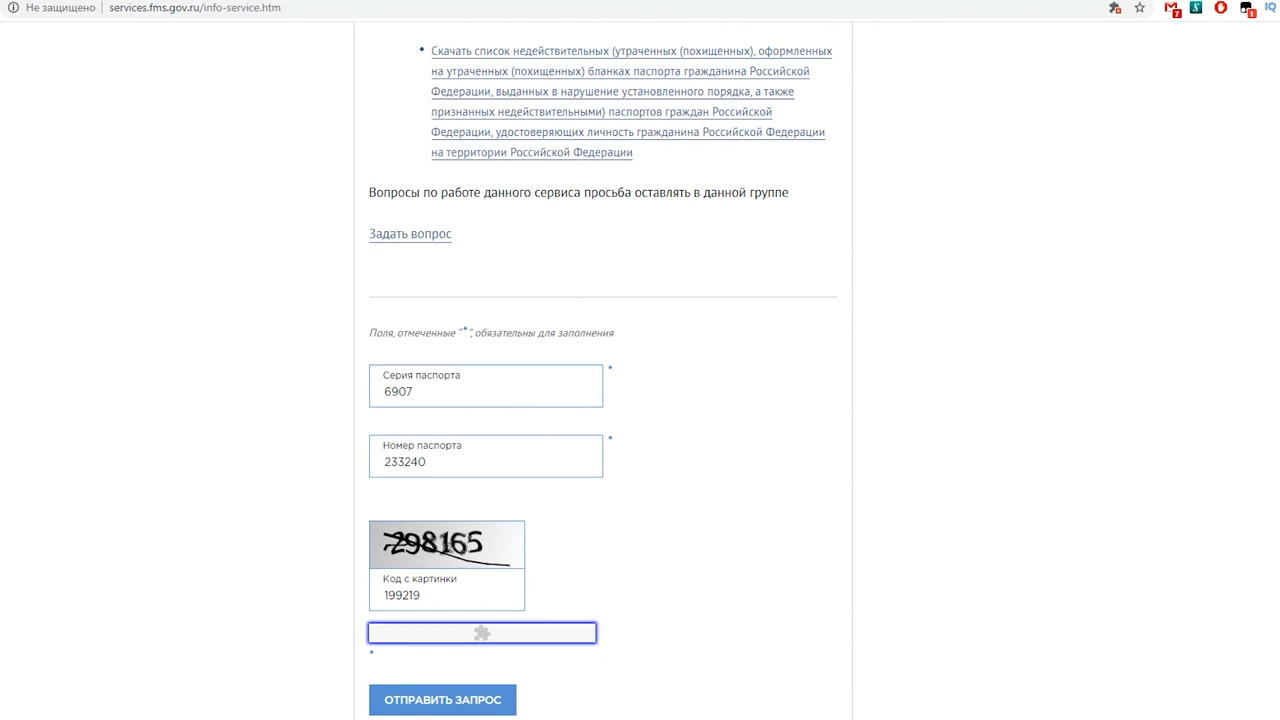 Не защищено
services.fms.gov.ru/info-service.htm
7
1
IQ
• Скачать список недействительных (утраченных (похищенных), оформленных
на утраченных (похищенных) бланках паспорта гражданина Российской
Федерации, выданных в нарушение установленного порядка, а также
признанных недействительными) паспортов граждан Российской
Федерации, удостоверяющих личность гражданина Российской Федерации
на территории Российской Федерации
Вопросы по работе данного сервиса просьба оставлять в данной группе
Задать вопрос
Поля, отмеченные "*", обязательны для заполнения
Серия паспорта *
6907
Номер паспорта *
233240
298165
Код с картинки
199219
*
ОТПРАВИТЬ ЗАПРОС